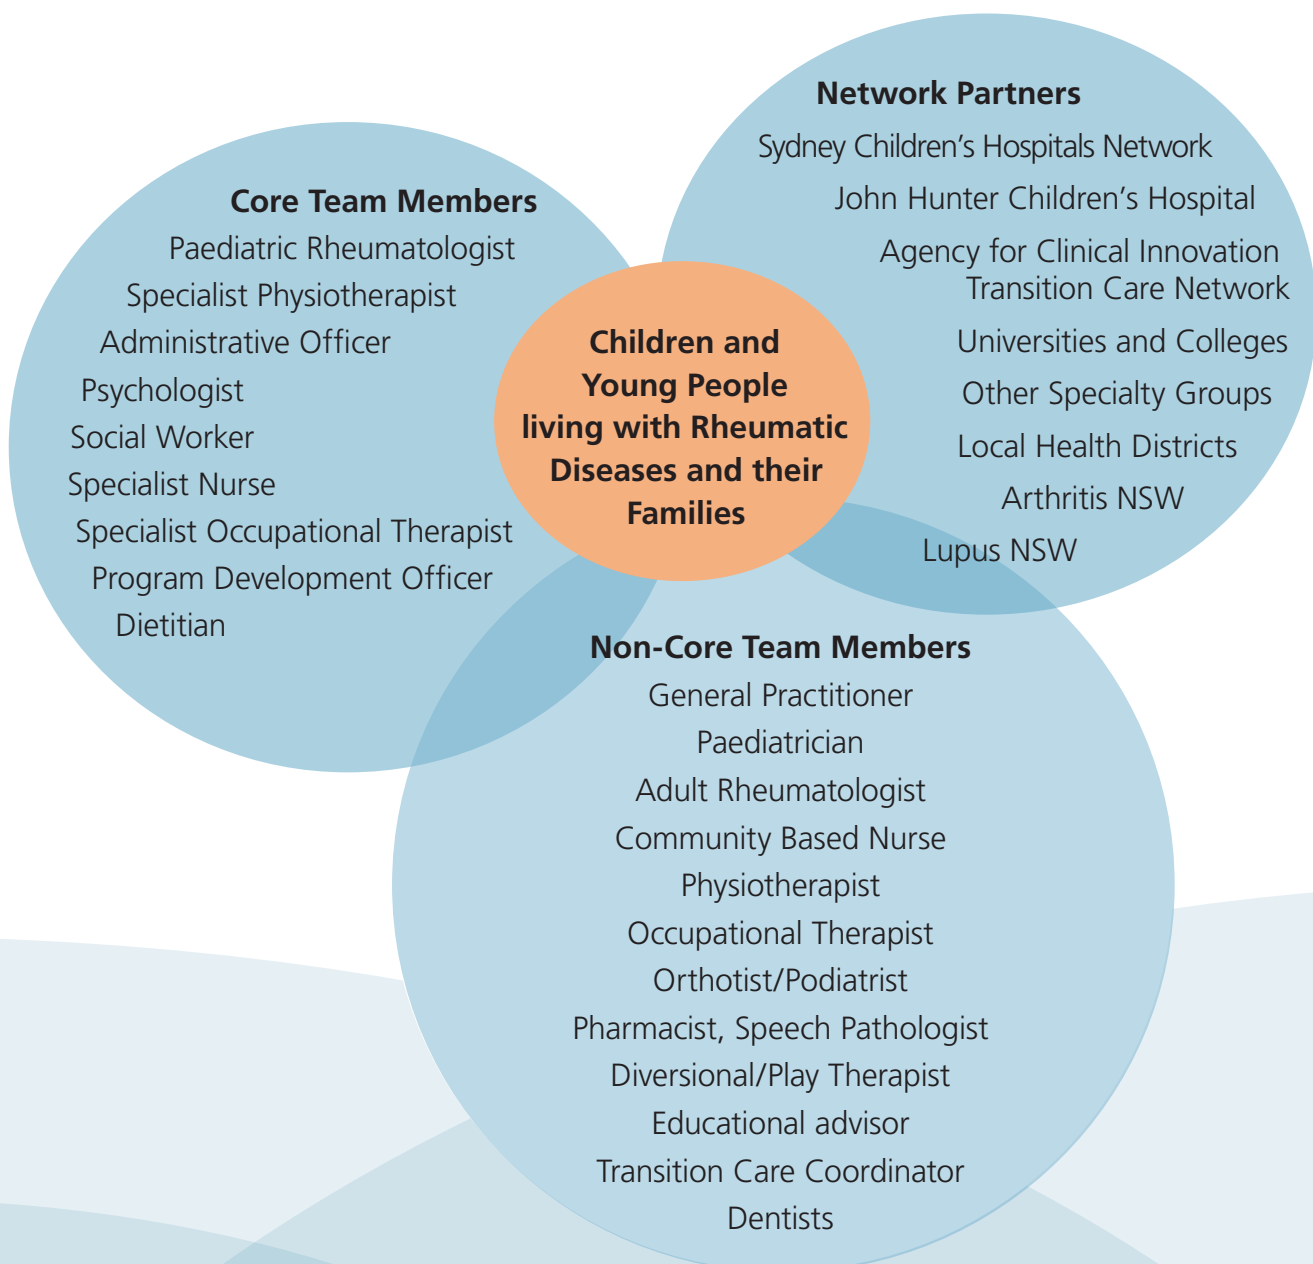 Network Partners
Sydney Children's Hospitals Network
John Hunter Children's Hospital
Agency for Clinical Innovation
Transition Care Network
Universities and Colleges
Other Specialty Groups
Local Health Districts
Arthritis NSW
Lupus NSW
Core Team Members
Paediatric Rheumatologist
Specialist Physiotherapist
Administrative Officer
Psychologist
Social Worker
Specialist Nurse
Specialist Occupational Therapist
Program Development Officer
Dietitian
Children and
Young People
living with Rheumatic
Diseases and their
Families
Non-Core Team Members
General Practitioner
Paediatrician
Adult Rheumatologist
Community Based Nurse
Physiotherapist
Occupational Therapist
Orthotist/Podiatrist
Pharmacist, Speech Pathologist
Diversional/Play Therapist
Educational advisor
Transition Care Coordinator
Dentists